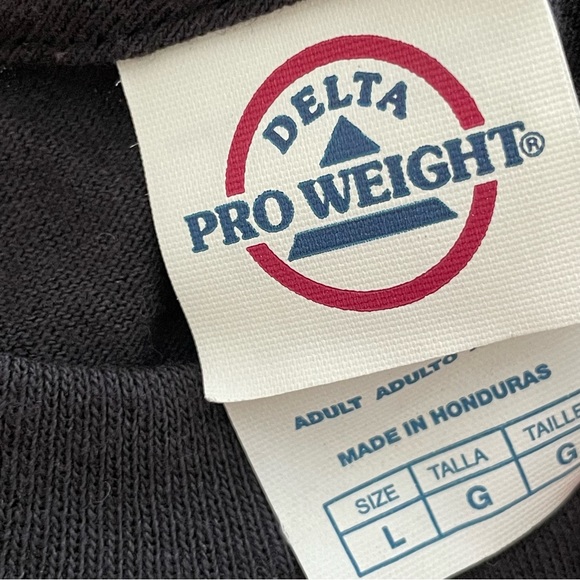 DELTA
PRO WEIGHT®
ADULT ADULTO
MADE IN HONDURAS
SIZE TALLA TAILLE
L G G